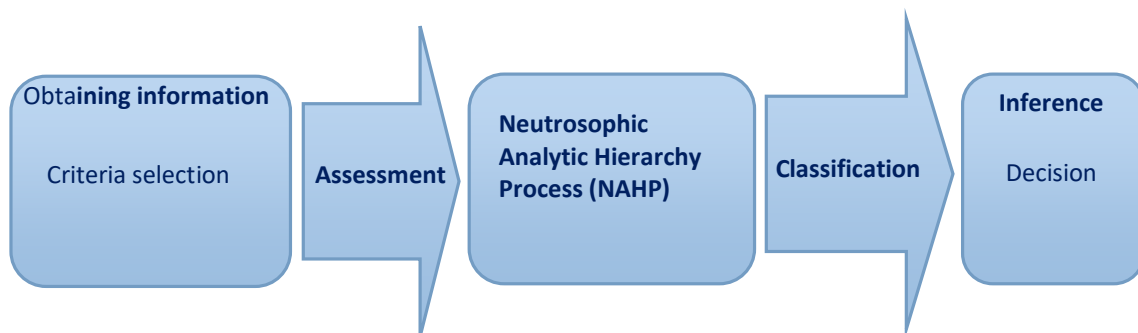 Obtaining information
Criteria selection
Assessment
Neutrosophic
Analytic Hierarchy
Process (NAHP)
Classification
Inference
Decision